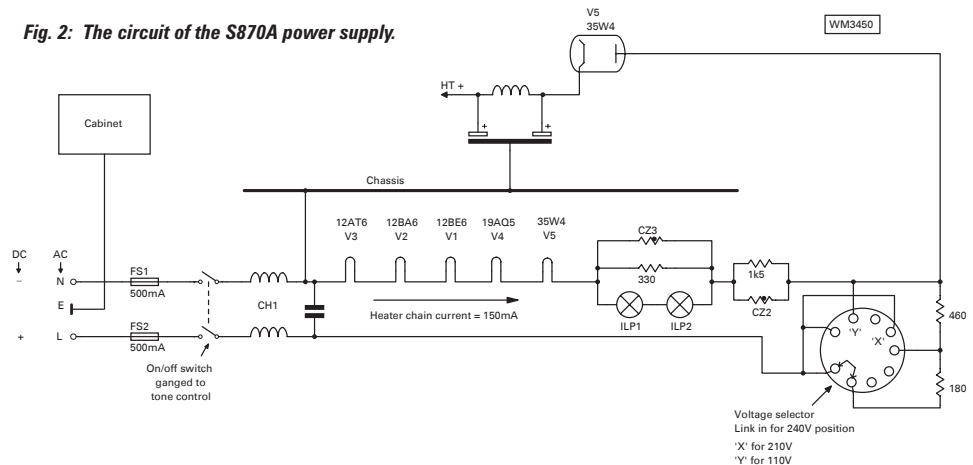 Fig. 2: The circuit of the S870A power supply.
V5
35W4
WM3450
HT +
+
+
Cabinet
Chassis
12AT6
V3
12BA6
V2
12BE6
V1
19AQ5
V4
35W4
V5
CZ3
330
ILP1
ILP2
1k5
CZ2
DC
AC
–
N
FS1
500mA
E
CH1
Heater chain current = 150mA
+
L
FS2
500mA
On/off switch
ganged to
tone control
'Y'
'X'
460
180
Voltage selector
Link in for 240V position
'X' for 210V
'Y' for 110V